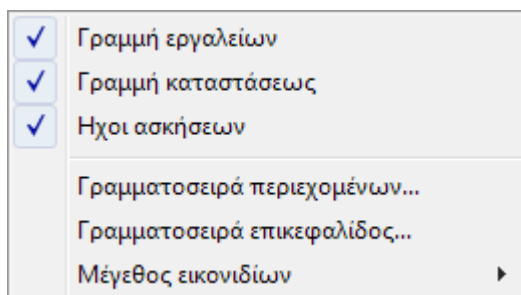 Γραμμή εργαλείων
Γραμμή καταστάσεως
Ηχοι ασκήσεων
Γραμματοσειρά περιεχομένων...
Γραμματοσειρά επικεφαλίδος...
Μέγεθος εικονιδίων